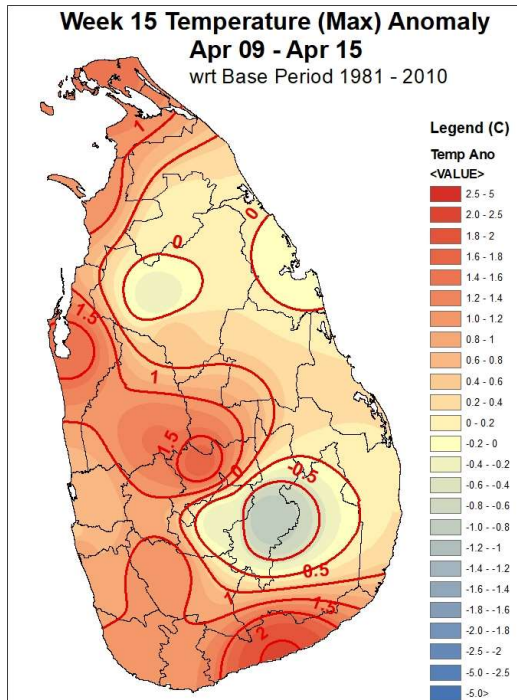 Week 15 Temperature (Max) Anomaly
Apr 09 - Apr 15
wrt Base Period 1981 - 2010
Legend (C)
Temp Ano
<VALUE>
2.5 - 5
2.0 - 2.5
1.8 - 2
1.6 - 1.8
1.4 - 1.6
1.2 - 1.4
1.0 - 1.2
0.8 - 1
0.6 - 0.8
0.4 - 0.6
0.2 - 0.4
0 - 0.2
-0.2 - 0
-0.4 - -0.2
-0.6 - -0.4
-0.8 - -0.6
-1.0 - -0.8
-1.2 - -1
-1.4 - -1.2
-1.6 - -1.4
-1.8 - -1.6
-2.0 - -1.8
-2.5 - -2
-5.0 - -2.5
-5.0>
1
0
0
1.5
1
1.5
0
-0.5
0.5
1
1.5
2